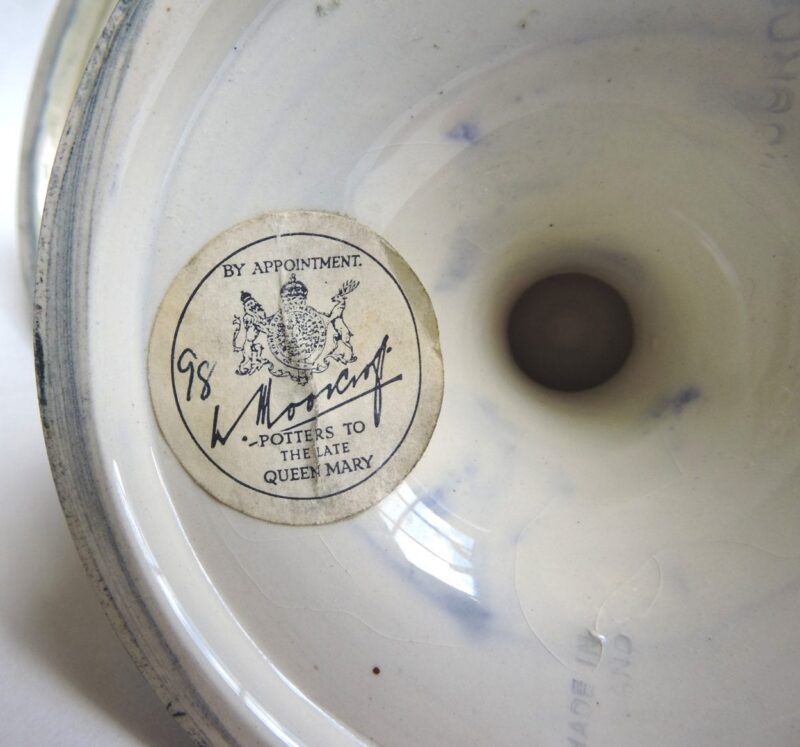 BY APPOINTMENT.
98
W. Moorcroft.
POTTERS TO
THE LATE
QUEEN MARY
MADE IN